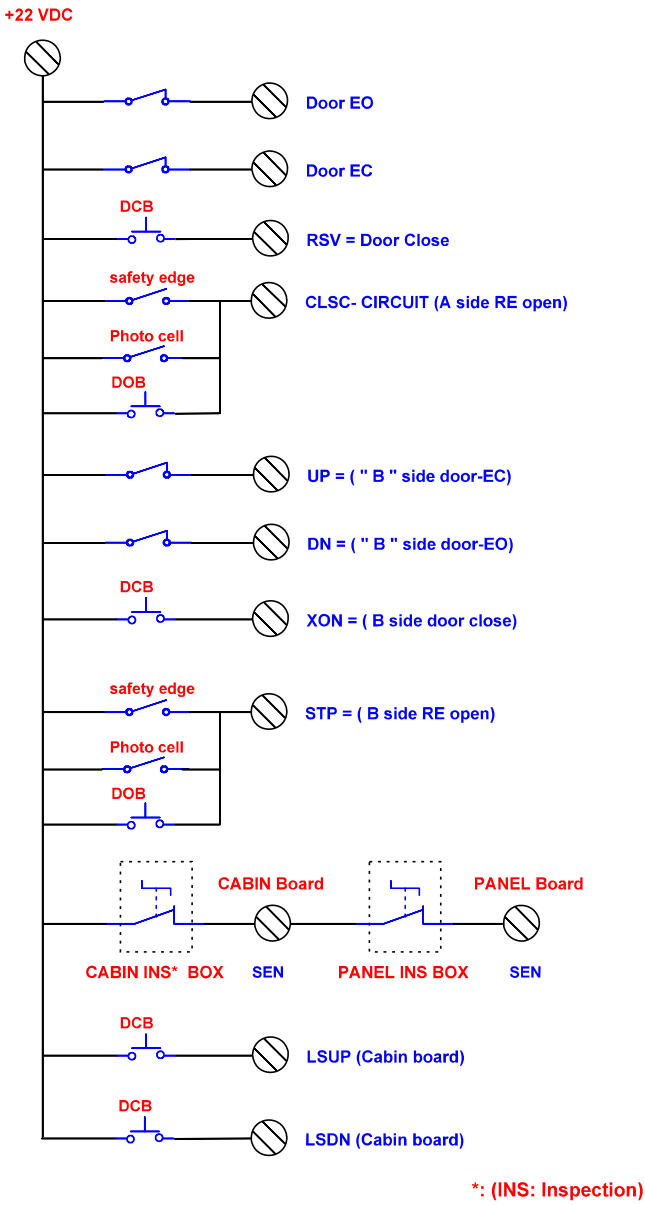 +22 VDC
Door EO
Door EC
DCB
RSV = Door Close
safety edge
CLSC- CIRCUIT (A side RE open)
Photo cell
DOB
UP = ( " B " side door-EC)
DN = ( " B " side door-EO)
DCB
XON = ( B side door close)
safety edge
STP = ( B side RE open)
Photo cell
DOB
CABIN Board PANEL Board
CABIN INS* BOX SEN PANEL INS BOX SEN
DCB
LSUP (Cabin board)
DCB
LSDN (Cabin board)
*: (INS: Inspection)